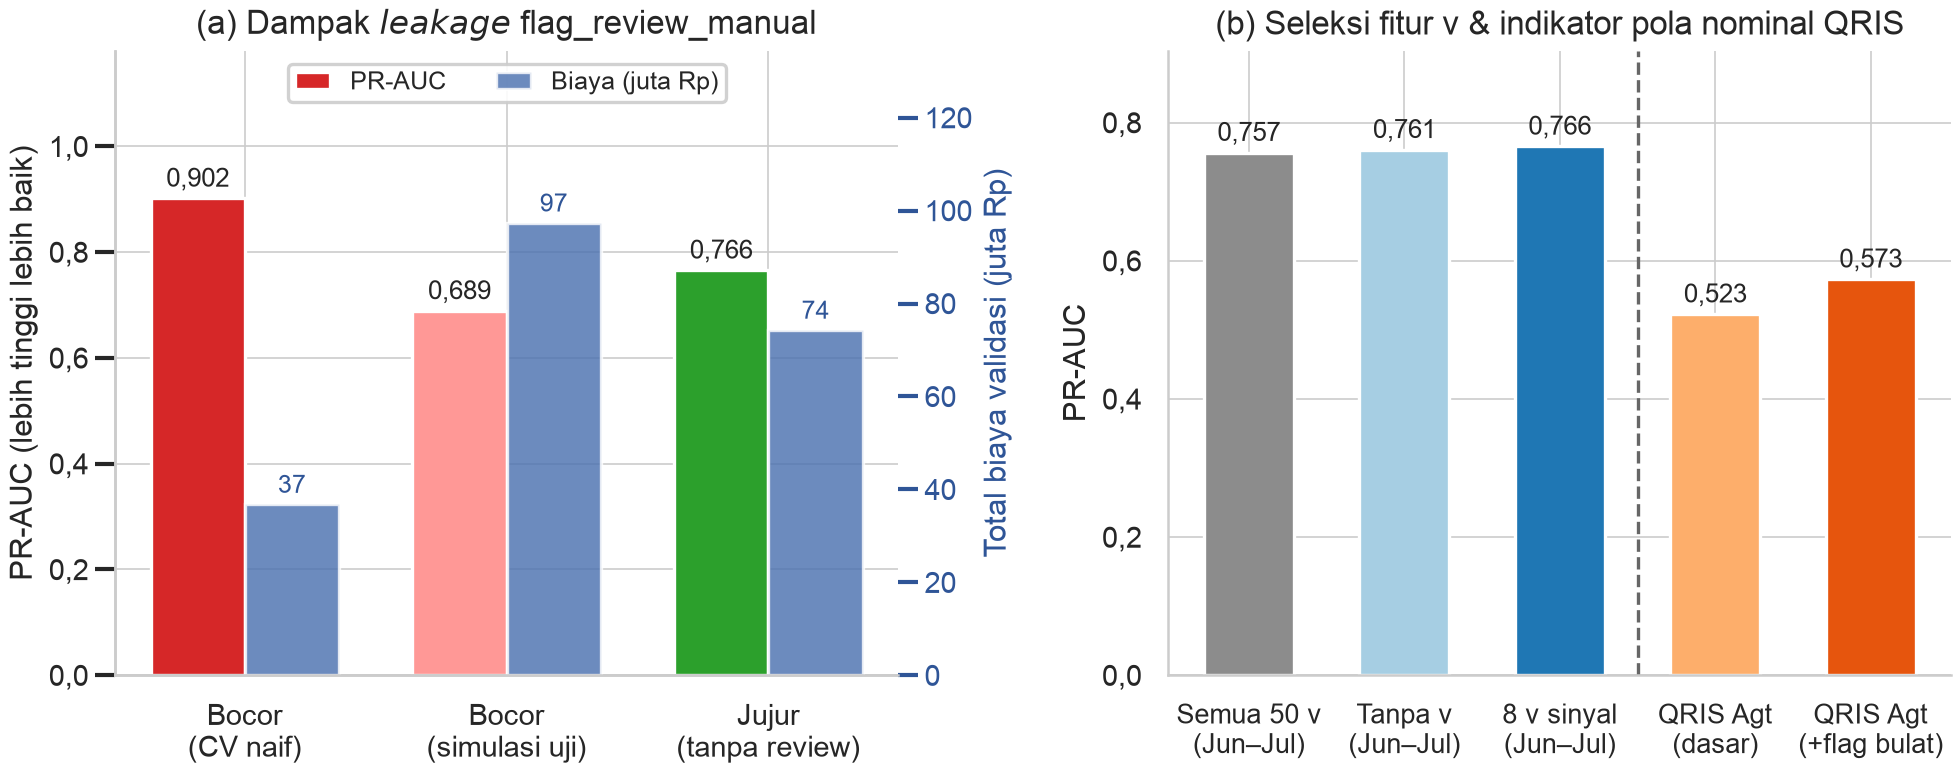 (a) Dampak leakage flag_review_manual
PR-AUC
Biaya (juta Rp)
PR-AUC (lebih tinggi lebih baik)
1,0
0,8
0,6
0,4
0,2
0,0
0,902
37
0,689
97
0,766
74
120
100
80
60
40
20
0
Total biaya validasi (juta Rp)
Bocor
(CV naif)
Bocor
(simulasi uji)
Jujur
(tanpa review)
(b) Seleksi fitur v & indikator pola nominal QRIS
PR-AUC
0,8
0,6
0,4
0,2
0,0
0,757
0,761
0,766
0,523
0,573
Semua 50 v
(Jun–Jul)
Tanpa v
(Jun–Jul)
8 v sinyal
(Jun–Jul)
QRIS Agt
(dasar)
QRIS Agt
(+flag bulat)